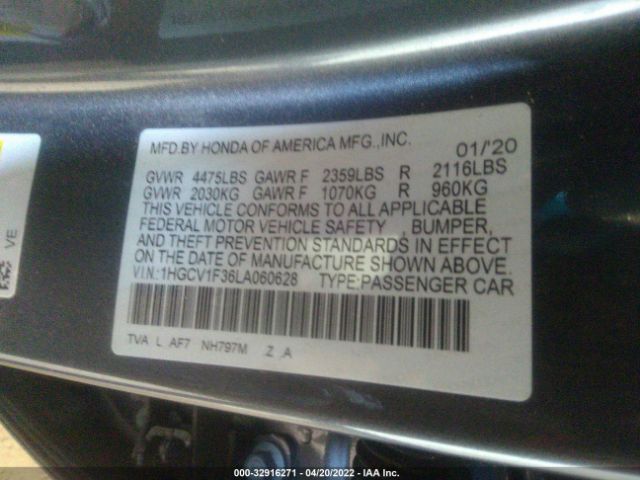 MFD.BY HONDA OF AMERICA MFG.,INC. 01/'20
GVWR 4475LBS GAWR F 2359LBS R 2116LBS
GVWR 2030KG GAWR F 1070KG R 960KG
THIS VEHICLE CONFORMS TO ALL APPLICABLE
FEDERAL MOTOR VEHICLE SAFETY , BUMPER,
AND THEFT PREVENTION STANDARDS IN EFFECT
ON THE DATE OF MANUFACTURE SHOWN ABOVE.
V.I.N.:1HGCV1F36LA060628 TYPE:PASSENGER CAR
TVA L AF7 NH797M Z ,A
VE
000-32916271 - 04/20/2022 - IAA Inc.